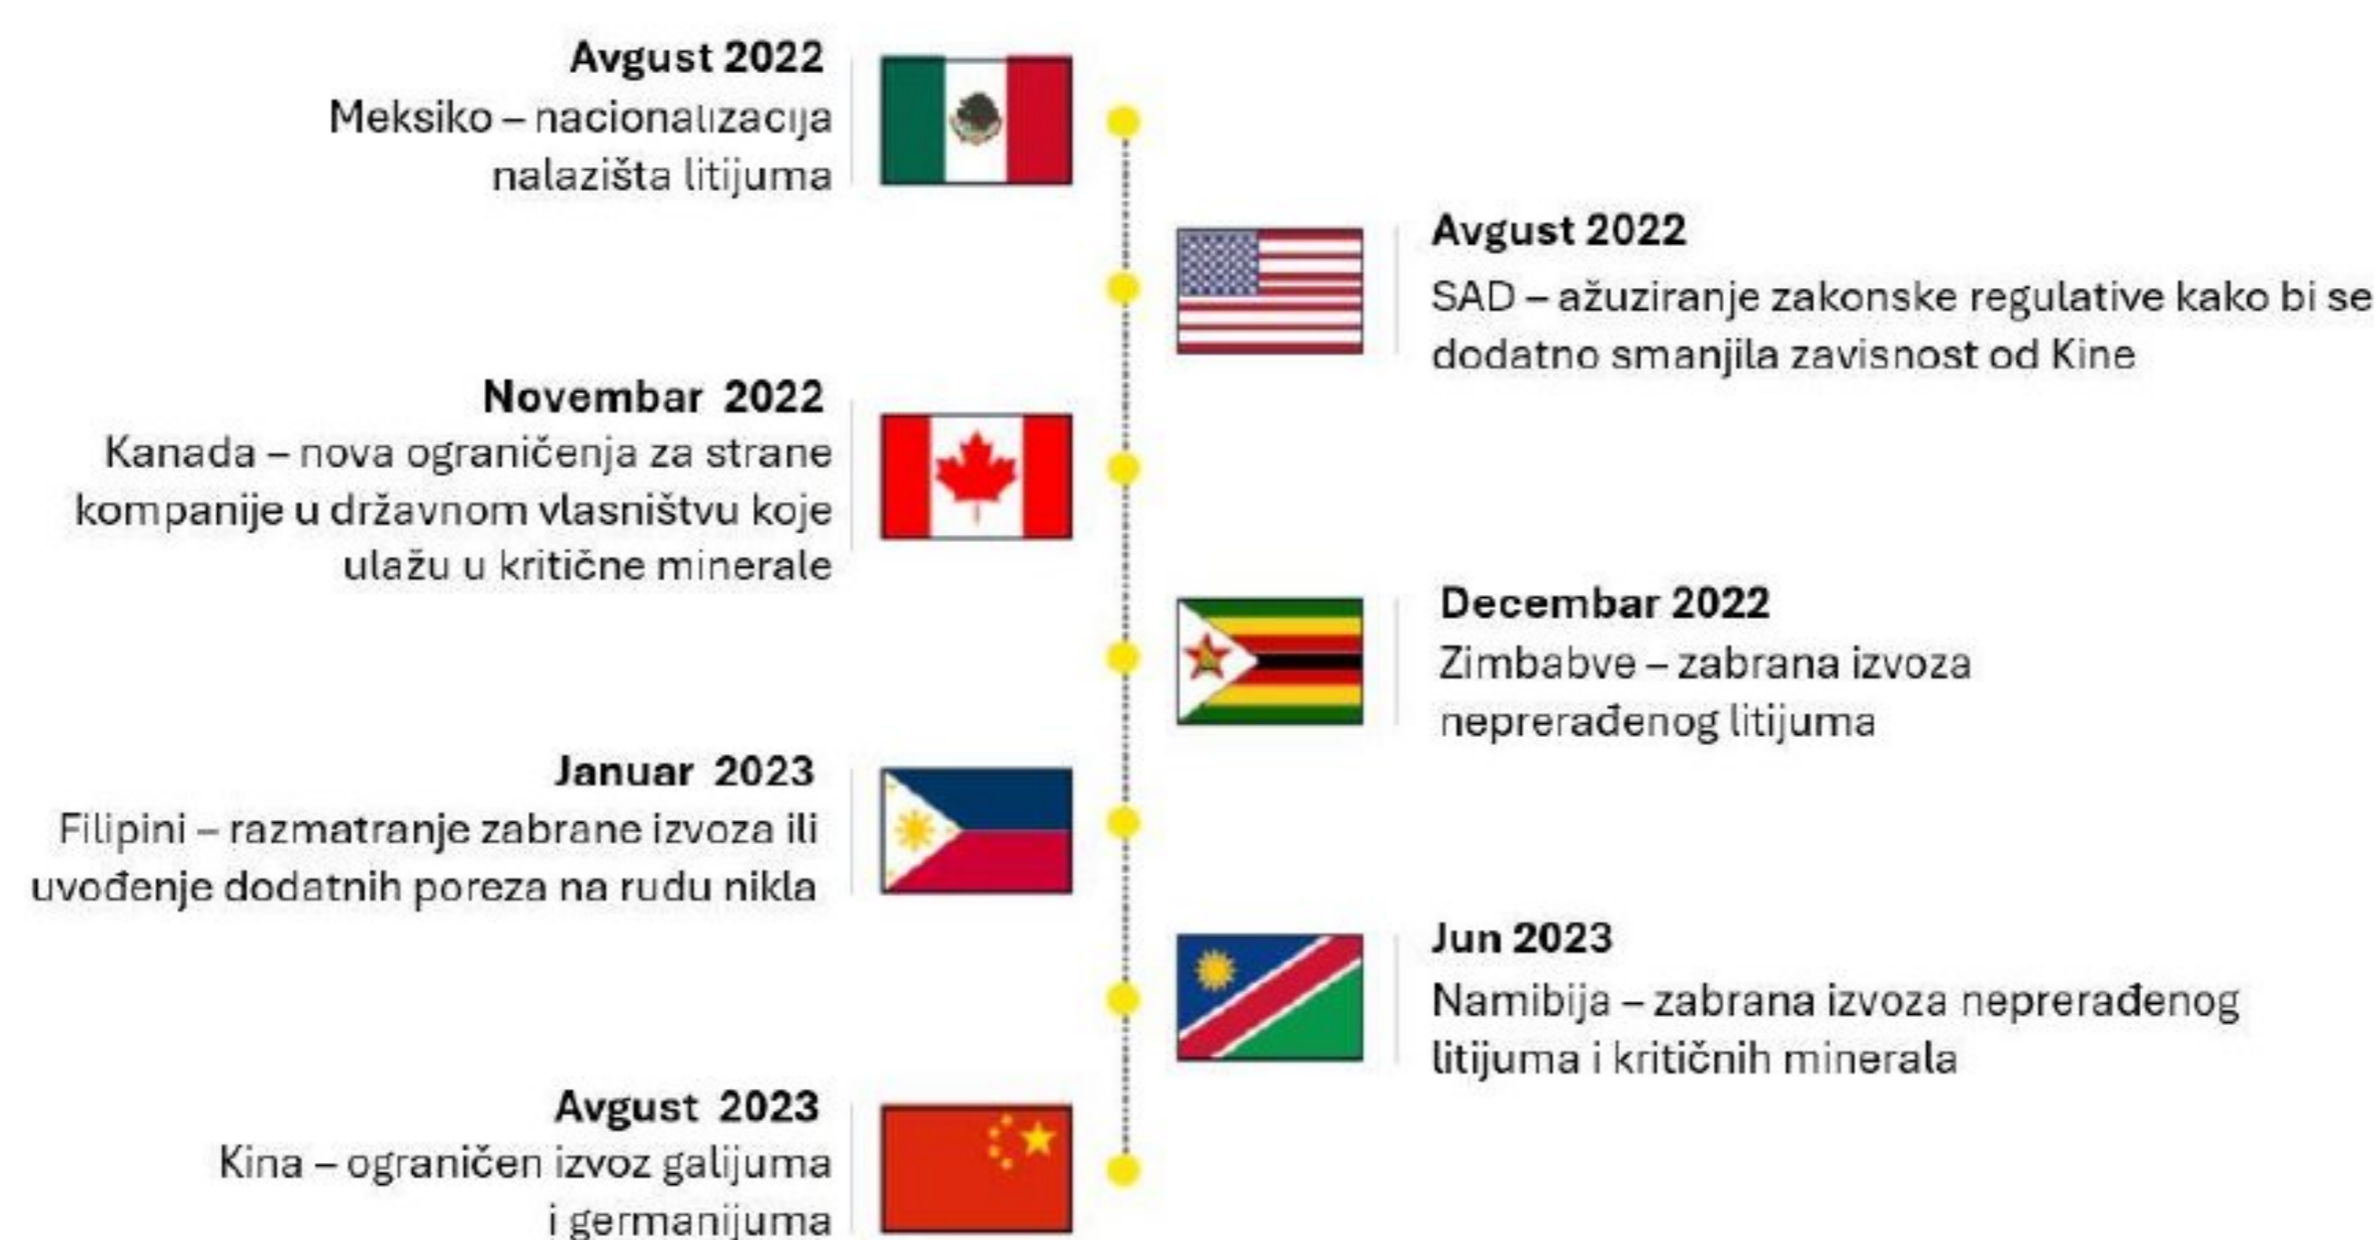 Avgust 2022
Meksiko – nacionalizacija
nalazišta litijuma
Avgust 2022
SAD – ažuziranje zakonske regulative kako bi se
dodatno smanjila zavisnost od Kine
Novembar 2022
Kanada – nova ograničenja za strane
kompanije u državnom vlasništvu koje
ulažu u kritične minerale
Decembar 2022
Zimbabve – zabrana izvoza
neprerađenog litijuma
Januar 2023
Filipini – razmatranje zabrane izvoza ili
uvođenje dodatnih poreza na rudu nikla
Jun 2023
Namibija – zabrana izvoza neprerađenog
litijuma i kritičnih minerala
Avgust 2023
Kina – ograničen izvoz galijuma
i germanijuma